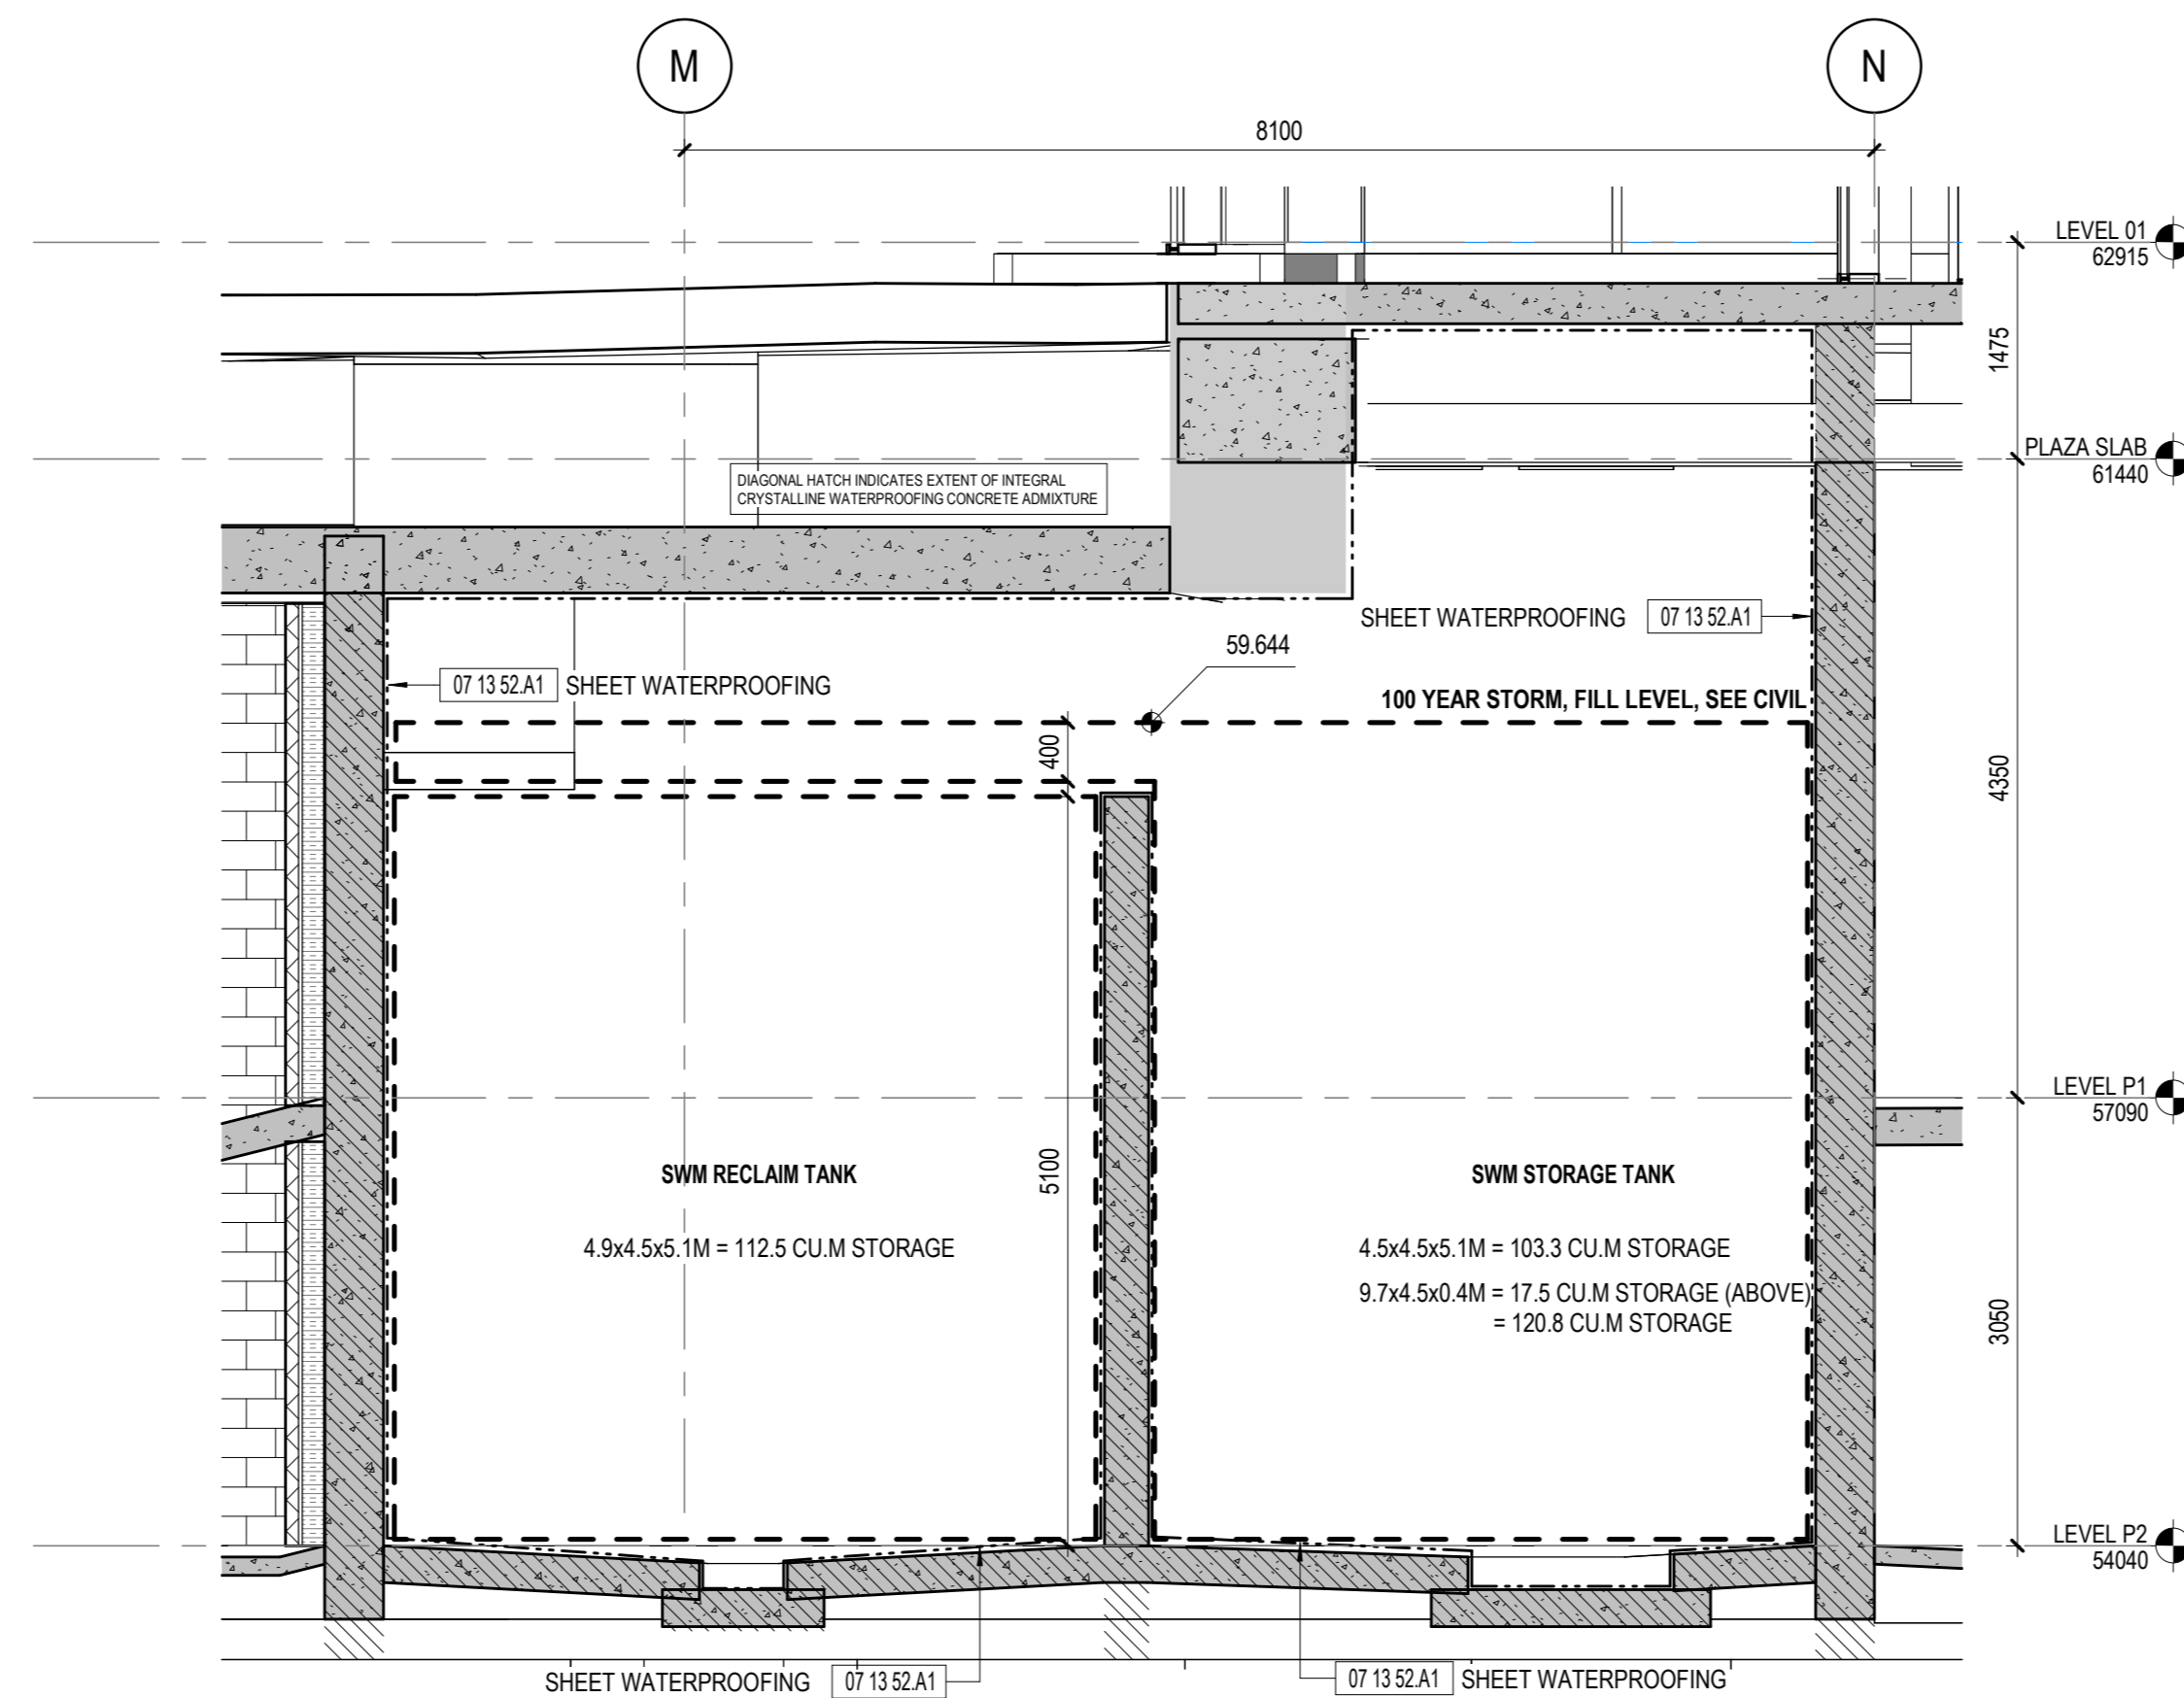 M
N
8100
LEVEL 01
62915
1475
PLAZA SLAB
61440
DIAGONAL HATCH INDICATES EXTENT OF INTEGRAL
CRYSTALLINE WATERPROOFING CONCRETE ADMIXTURE
SHEET WATERPROOFING 07 13 52.A1
59.644
07 13 52.A1 SHEET WATERPROOFING
100 YEAR STORM, FILL LEVEL, SEE CIVIL
400
4350
LEVEL P1
57090
5100
SWM RECLAIM TANK
4.9x4.5x5.1M = 112.5 CU.M STORAGE
SWM STORAGE TANK
4.5x4.5x5.1M = 103.3 CU.M STORAGE
9.7x4.5x0.4M = 17.5 CU.M STORAGE (ABOVE)
= 120.8 CU.M STORAGE
3050
LEVEL P2
54040
SHEET WATERPROOFING 07 13 52.A1
07 13 52.A1 SHEET WATERPROOFING